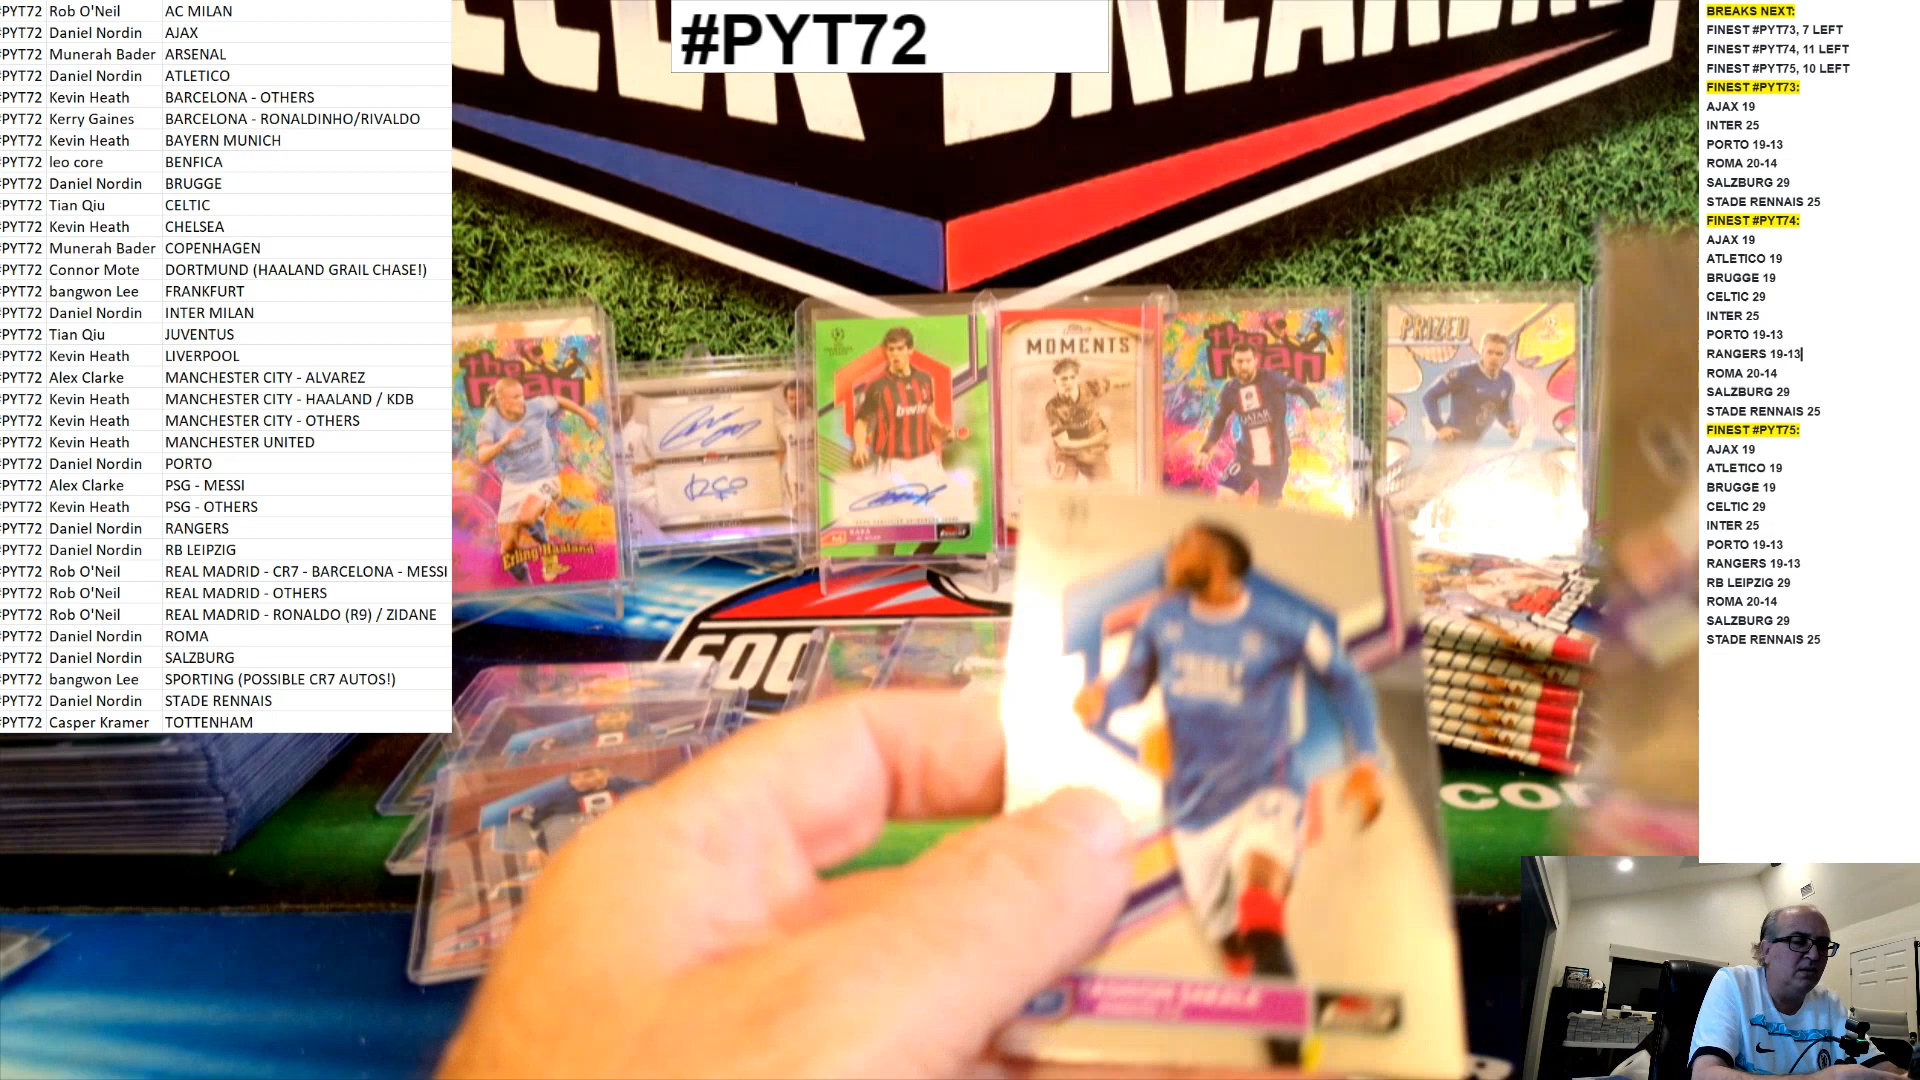 #PYT72
#PYT72 Rob O'Neil AC MILAN
#PYT72 Daniel Nordin AJAX
#PYT72 Munerah Bader ARSENAL
#PYT72 Daniel Nordin ATLETICO
#PYT72 Kevin Heath BARCELONA - OTHERS
#PYT72 Kerry Gaines BARCELONA - RONALDINHO/RIVALDO
#PYT72 Kevin Heath BAYERN MUNICH
#PYT72 leo core BENFICA
#PYT72 Daniel Nordin BRUGGE
#PYT72 Tian Qiu CELTIC
#PYT72 Kevin Heath CHELSEA
#PYT72 Munerah Bader COPENHAGEN
#PYT72 Connor Mote DORTMUND (HAALAND GRAIL CHASE!)
#PYT72 bangwon Lee FRANKFURT
#PYT72 Daniel Nordin INTER MILAN
#PYT72 Tian Qiu JUVENTUS
#PYT72 Kevin Heath LIVERPOOL
#PYT72 Alex Clarke MANCHESTER CITY - ALVAREZ
#PYT72 Kevin Heath MANCHESTER CITY - HAALAND / KDB
#PYT72 Kevin Heath MANCHESTER CITY - OTHERS
#PYT72 Kevin Heath MANCHESTER UNITED
#PYT72 Daniel Nordin PORTO
#PYT72 Alex Clarke PSG - MESSI
#PYT72 Kevin Heath PSG - OTHERS
#PYT72 Daniel Nordin RANGERS
#PYT72 Daniel Nordin RB LEIPZIG
#PYT72 Rob O'Neil REAL MADRID - CR7 - BARCELONA - MESSI
#PYT72 Rob O'Neil REAL MADRID - OTHERS
#PYT72 Rob O'Neil REAL MADRID - RONALDO (R9) / ZIDANE
#PYT72 Daniel Nordin ROMA
#PYT72 Daniel Nordin SALZBURG
#PYT72 bangwon Lee SPORTING (POSSIBLE CR7 AUTOS!)
#PYT72 Daniel Nordin STADE RENNAIS
#PYT72 Casper Kramer TOTTENHAM
the man
Erling Haaland
bwin
MOMENTS
the man
PRIZED
BREAKS NEXT:
FINEST #PYT73, 7 LEFT
FINEST #PYT74, 11 LEFT
FINEST #PYT75, 10 LEFT
FINEST #PYT73:
AJAX 19
INTER 25
PORTO 19-13
ROMA 20-14
SALZBURG 29
STADE RENNAIS 25
FINEST #PYT74:
AJAX 19
ATLETICO 19
BRUGGE 19
CELTIC 29
INTER 25
PORTO 19-13
RANGERS 19-13
ROMA 20-14
SALZBURG 29
STADE RENNAIS 25
FINEST #PYT75:
AJAX 19
ATLETICO 19
BRUGGE 19
CELTIC 29
INTER 25
PORTO 19-13
RANGERS 19-13
RB LEIPZIG 29
ROMA 20-14
SALZBURG 29
STADE RENNAIS 25